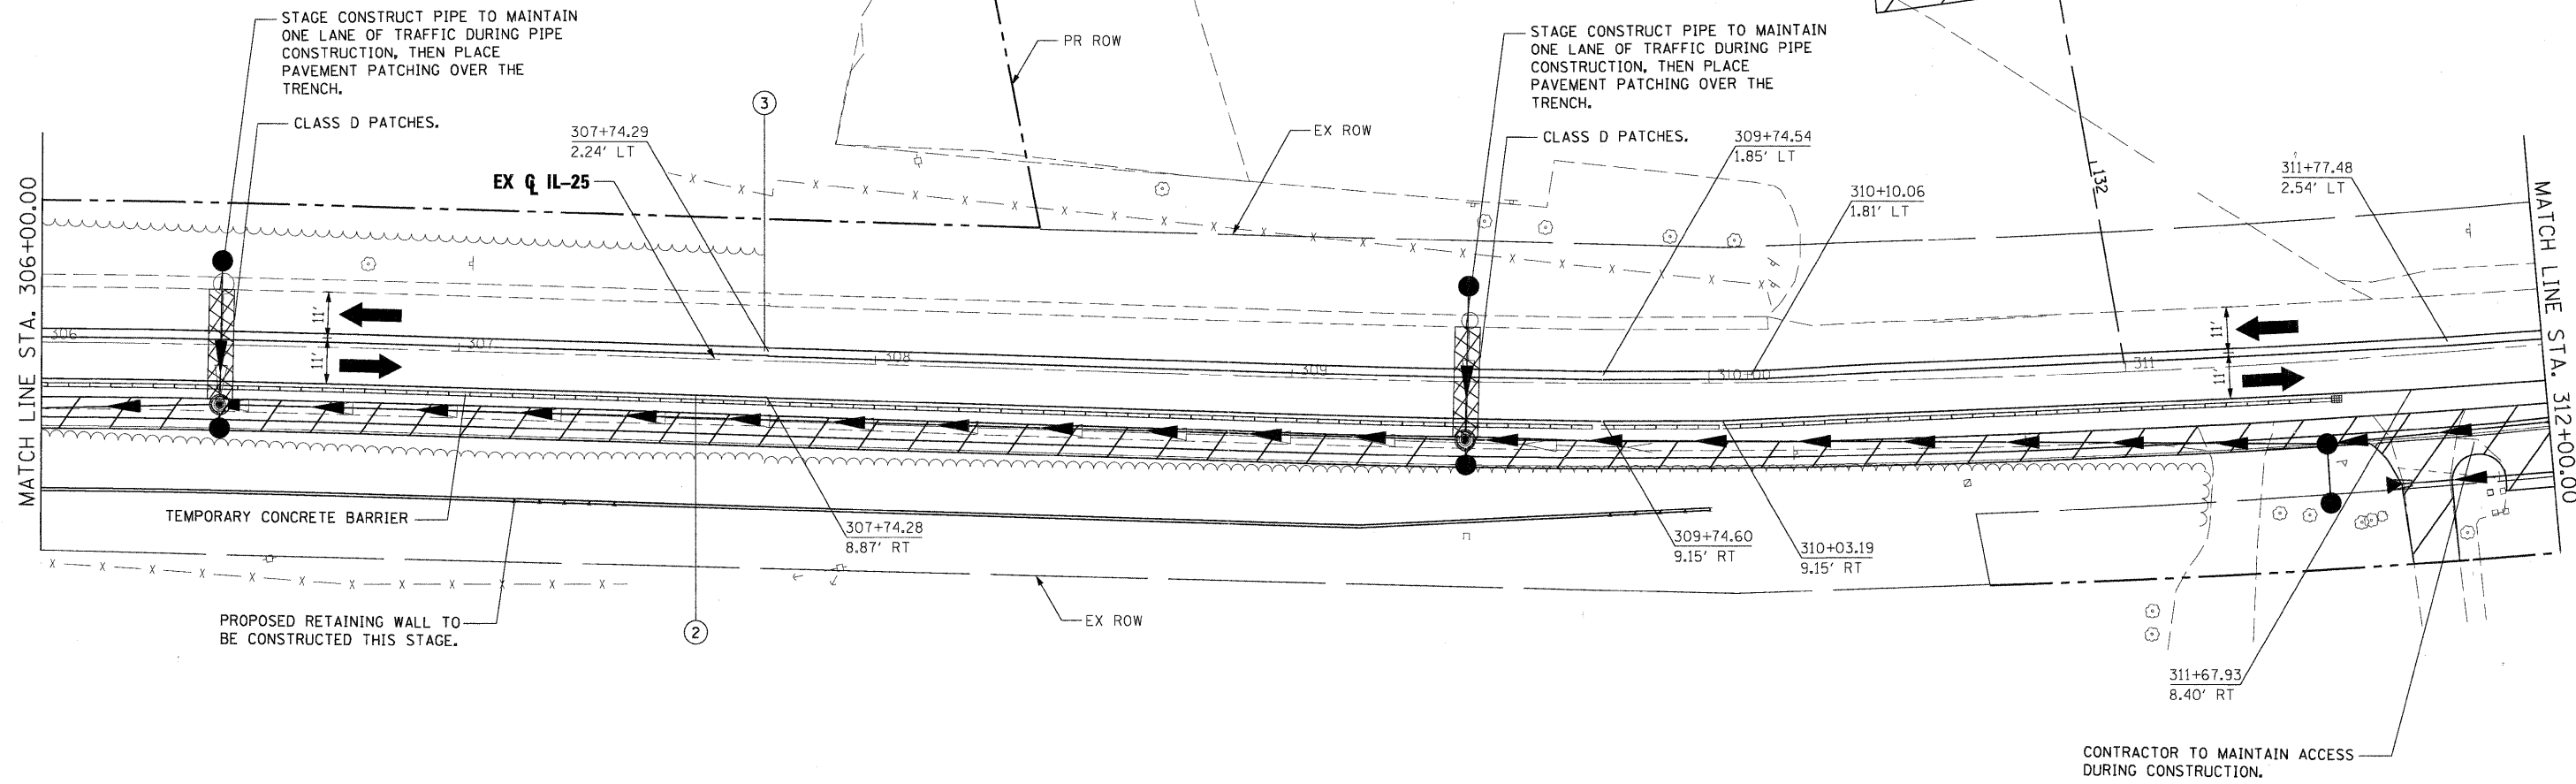 STAGE CONSTRUCT PIPE TO MAINTAIN
ONE LANE OF TRAFFIC DURING PIPE
CONSTRUCTION, THEN PLACE
PAVEMENT PATCHING OVER THE
TRENCH.
CLASS D PATCHES.
307+74.29
2.24' LT
EX ℄ IL-25
3
PR ROW
EX ROW
STAGE CONSTRUCT PIPE TO MAINTAIN
ONE LANE OF TRAFFIC DURING PIPE
CONSTRUCTION, THEN PLACE
PAVEMENT PATCHING OVER THE
TRENCH.
CLASS D PATCHES.
309+74.54
1.85' LT
310+10.06
1.81' LT
132
311+77.48
2.54' LT
MATCH LINE STA. 306+00.00
MATCH LINE STA. 312+00.00
11'
11'
11'
11'
306
307
308
309
310+00
311
TEMPORARY CONCRETE BARRIER
307+74.28
8.87' RT
309+74.60
9.15' RT
310+03.19
9.15' RT
PROPOSED RETAINING WALL TO
BE CONSTRUCTED THIS STAGE.
2
EX ROW
311+67.93
8.40' RT
CONTRACTOR TO MAINTAIN ACCESS
DURING CONSTRUCTION.